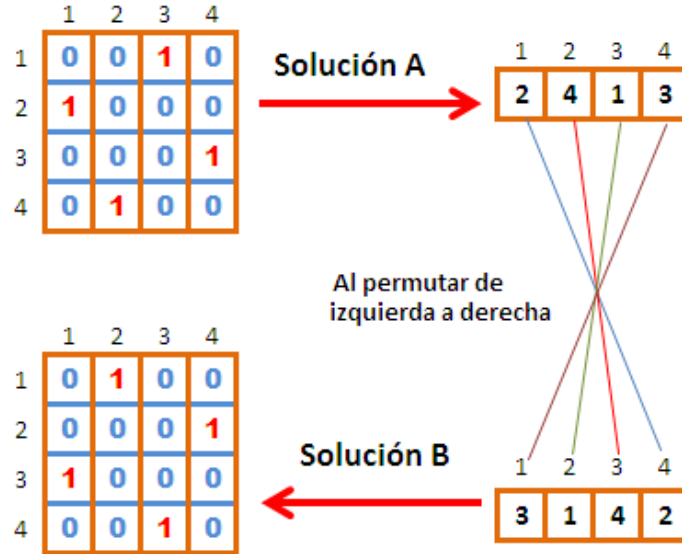 1 2 3 4
1 0 0 1 0
2 1 0 0 0
3 0 0 0 1
4 0 1 0 0
Solución A
1 2 3 4
2 4 1 3
Al permutar de
izquierda a derecha
1 2 3 4
1 0 1 0 0
2 0 0 0 1
3 1 0 0 0
4 0 0 1 0
Solución B
1 2 3 4
3 1 4 2